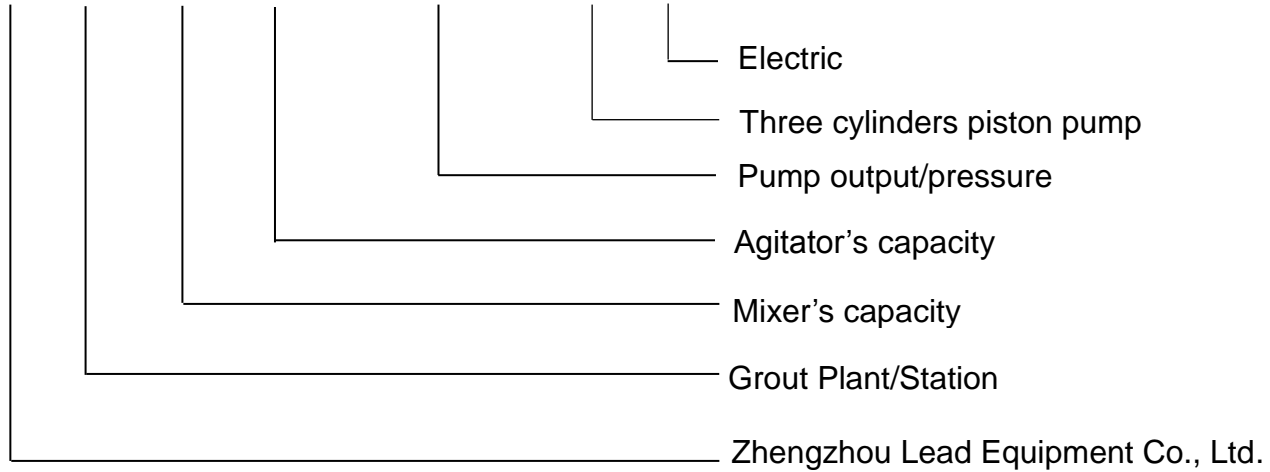 Electric
Three cylinders piston pump
Pump output/pressure
Agitator’s capacity
Mixer’s capacity
Grout Plant/Station
Zhengzhou Lead Equipment Co., Ltd.